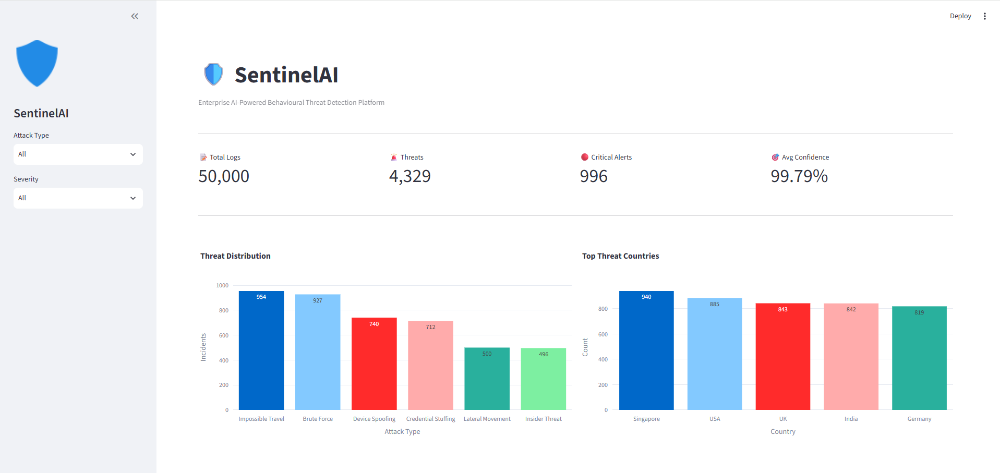 Deploy
SentinelAI
Attack Type
All
Severity
All
SentinelAI
Enterprise AI-Powered Behavioural Threat Detection Platform
Total Logs
50,000
Threats
4,329
Critical Alerts
996
Avg Confidence
99.79%
Threat Distribution
1000
800
600
400
200
0
Incidents
954
927
740
712
500
496
Impossible Travel
Brute Force
Device Spoofing
Credential Stuffing
Lateral Movement
Insider Threat
Attack Type
Top Threat Countries
800
600
400
200
0
Count
940
885
843
842
819
Singapore
USA
UK
India
Germany
Country